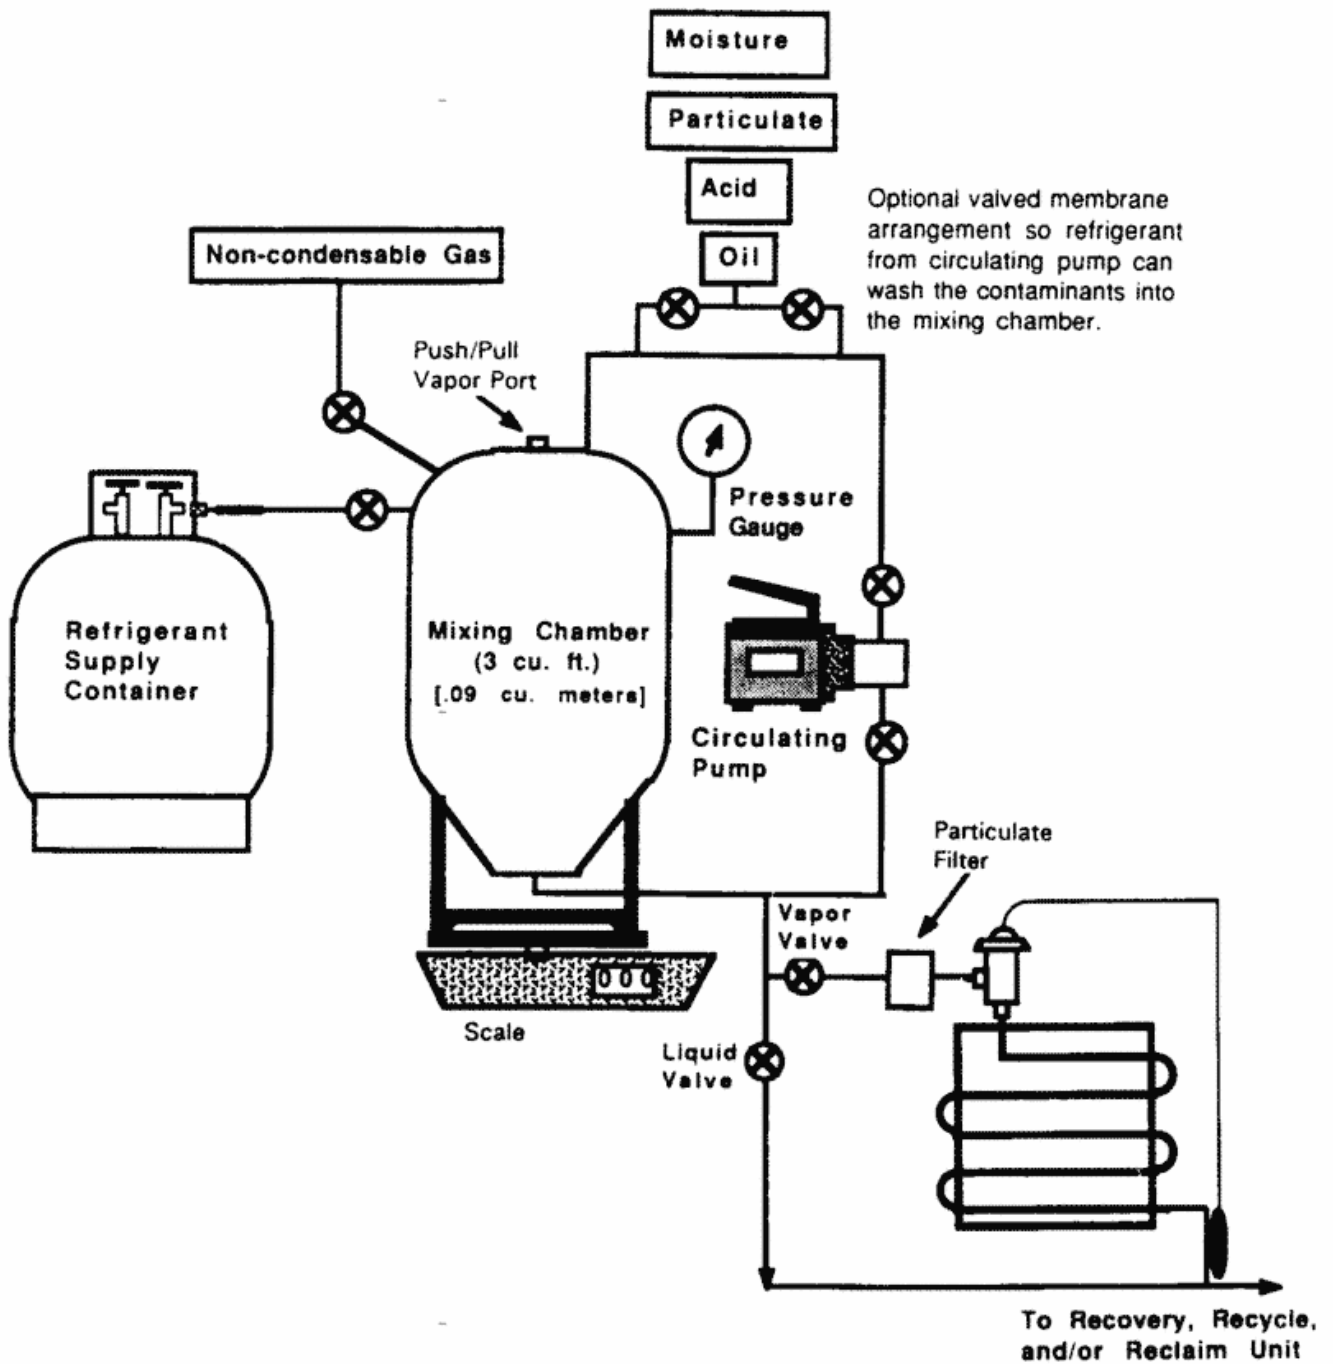 Moisture
Particulate
Acid
Oil
Optional valved membrane
arrangement so refrigerant
from circulating pump can
wash the contaminants into
the mixing chamber.
Non-condensable Gas
Push/Pull
Vapor Port
Pressure
Gauge
Refrigerant
Supply
Container
Mixing Chamber
(3 cu. ft.)
[.09 cu. meters]
Circulating
Pump
Particulate
Filter
Vapor
Valve
000
Scale
Liquid
Valve
To Recovery, Recycle,
and/or Reclaim Unit